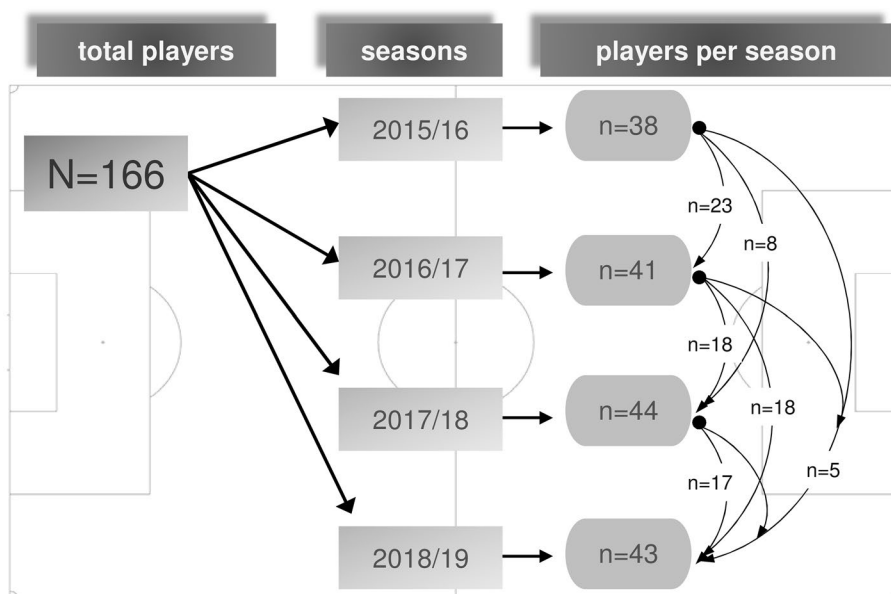 total players
seasons
players per season
N=166
2015/16
n=38
n=23
n=8
2016/17
n=41
n=18
n=18
2017/18
n=44
n=5
n=17
2018/19
n=43